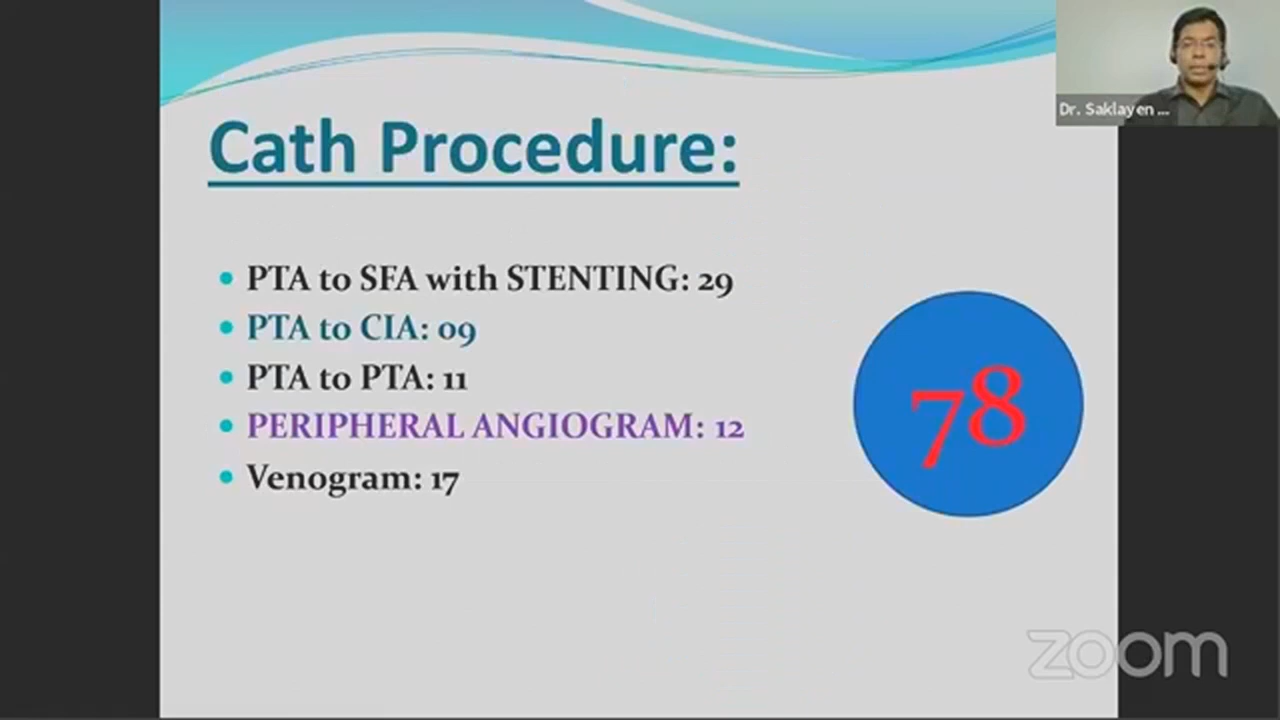 Dr. Saklayen ...
Cath Procedure:
• PTA to SFA with STENTING: 29
• PTA to CIA: 09
• PTA to PTA: 11
• PERIPHERAL ANGIOGRAM: 12
• Venogram: 17
78
zoom